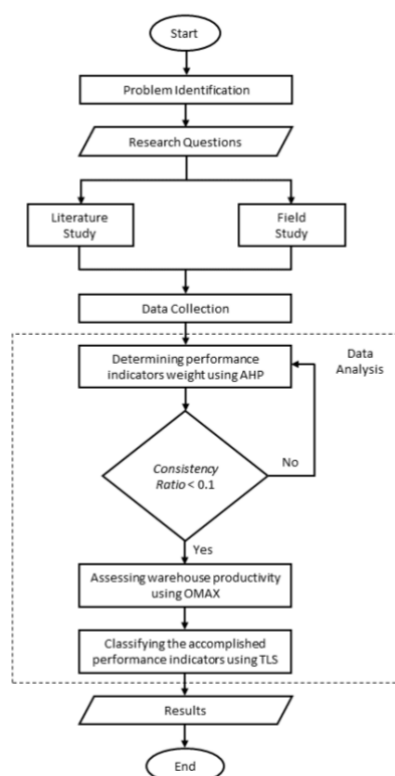 Start
Problem Identification
Research Questions
Literature
Study
Field
Study
Data Collection
Data
Analysis
Determining performance
indicators weight using AHP
Consistency
Ratio < 0.1
No
Yes
Assessing warehouse productivity
using OMAX
Classifying the accomplished
performance indicators using TLS
Results
End